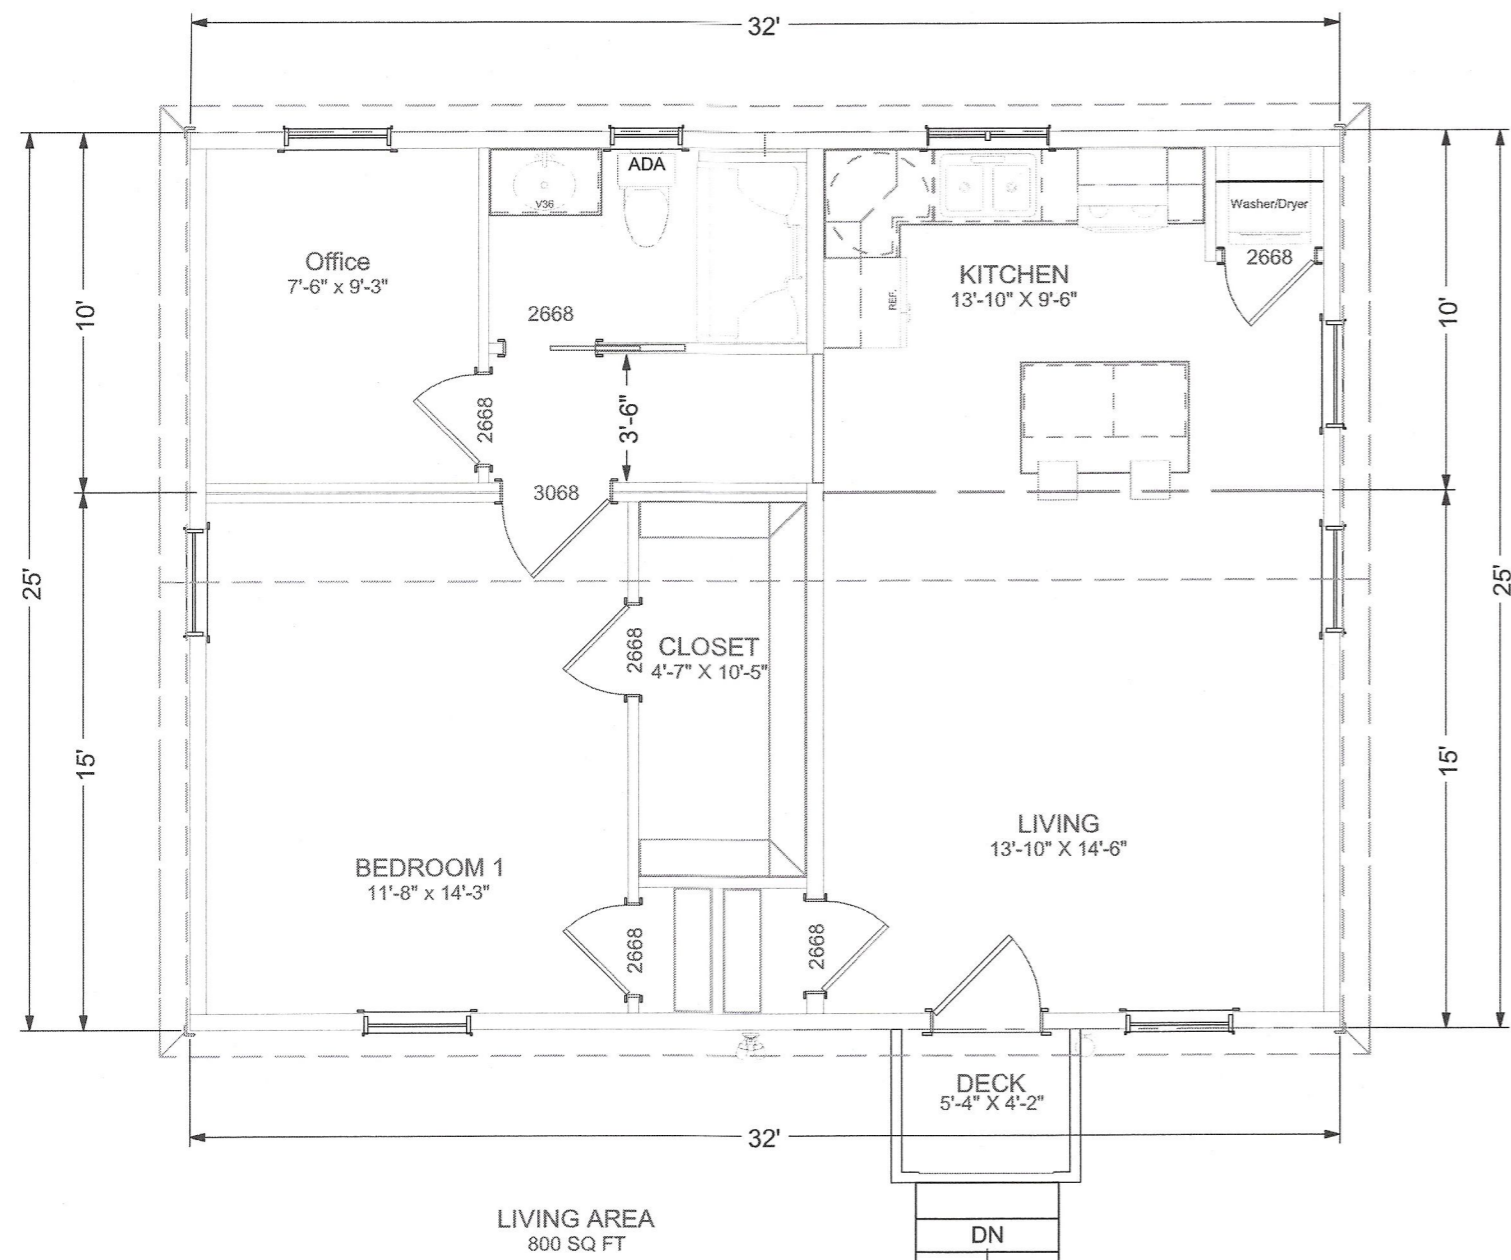 32'
ADA
V36
Washer/Dryer
Office
7'-6" x 9'-3"
2668
KITCHEN
13'-10" X 9'-6"
REF.
2668
10'
10'
3'-6"
2668
3068
25'
25'
2668
CLOSET
4'-7" X 10'-5"
15'
15'
LIVING
13'-10" X 14'-6"
BEDROOM 1
11'-8" x 14'-3"
2668
2668
DECK
5'-4" X 4'-2"
32'
LIVING AREA
800 SQ FT
DN